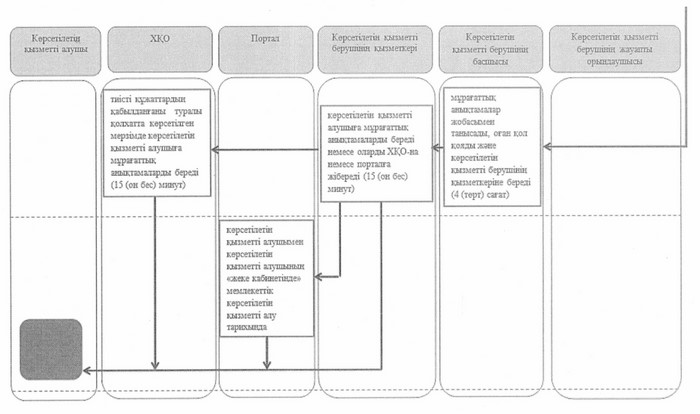 Көрсетілетін
қызметті алушы
ХҚО
Портал
Көрсетілетін қызметті
берушінің қызметкері
Көрсетілетін
қызметті берушінің
басшысы
Көрсетілетін қызметті
берушінің жауапты
орындаушысы
тиісті құжаттардың
қабылданғаны туралы
қолхатта көрсетілген
мерзімде көрсетілетін
қызметті алушыға
мұрағаттық
анықтамаларды береді
(15 (он бес) минут)
көрсетілетін қызметті
алушыға мұрағаттық
анықтамаларды береді
немесе оларды ХҚО-на
немесе порталға
жібереді (15 (он бес)
минут)
мұрағаттық
анықтамалар
жобасымен
танысады, оған қол
қояды және
көрсетілетін
қызметті берушінің
қызметкеріне береді
(4 (төрт) сағат)
көрсетілетін
қызметті алушымен
көрсетілетін
қызметті алушының
«жеке кабинетінде»
мемлекеттік
көрсетілетін
қызметті алу
тарихында